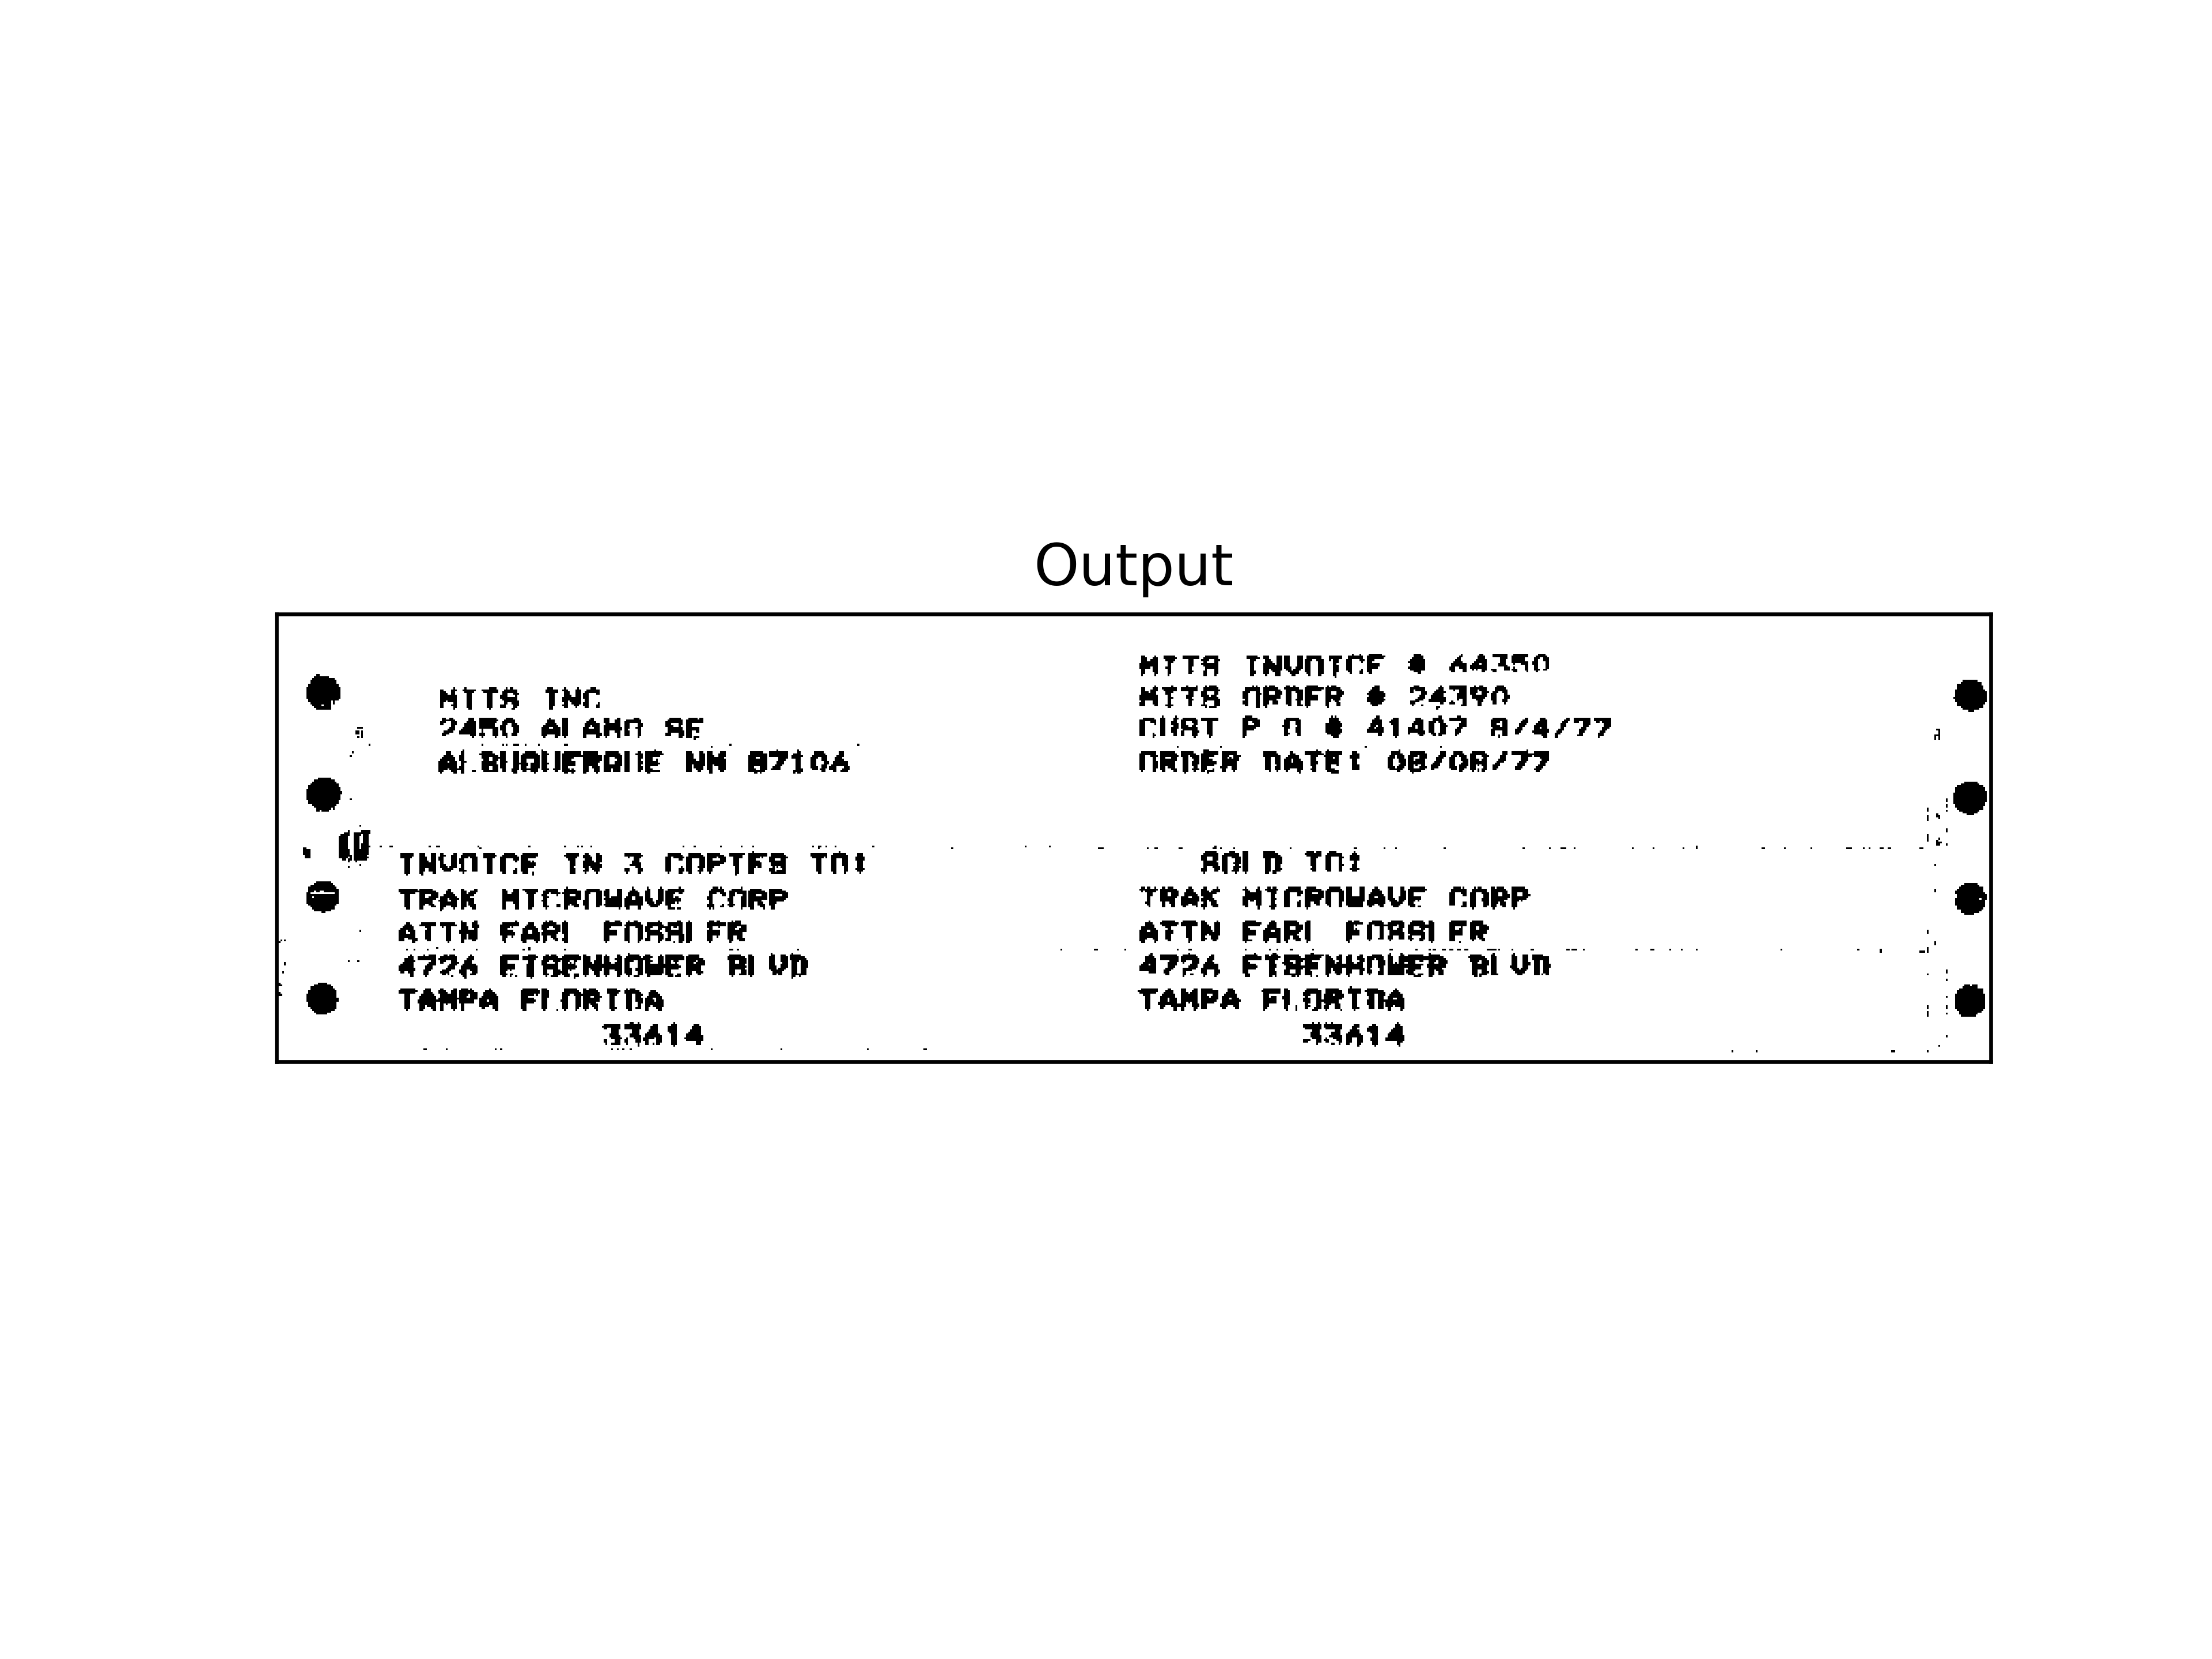 Output
MITS INVOICE # 64350
MITS INC
MITS ORDER # 24390
2450 ALAMO SE
CUST P O # 41407 8/4/77
ALBUQUERQUE NM 87106
ORDER DATE: 08/08/77
INVOICE IN 3 COPIES TO:
TRAK MICROWAVE CORP
ATTN EARL FOSSLER
4726 EISENHOWER BLVD
TAMPA FLORIDA
33614
SOLD TO:
TRAK MICROWAVE CORP
ATTN EARL FOSSLER
4726 EISENHOWER BLVD
TAMPA FLORIDA
33614